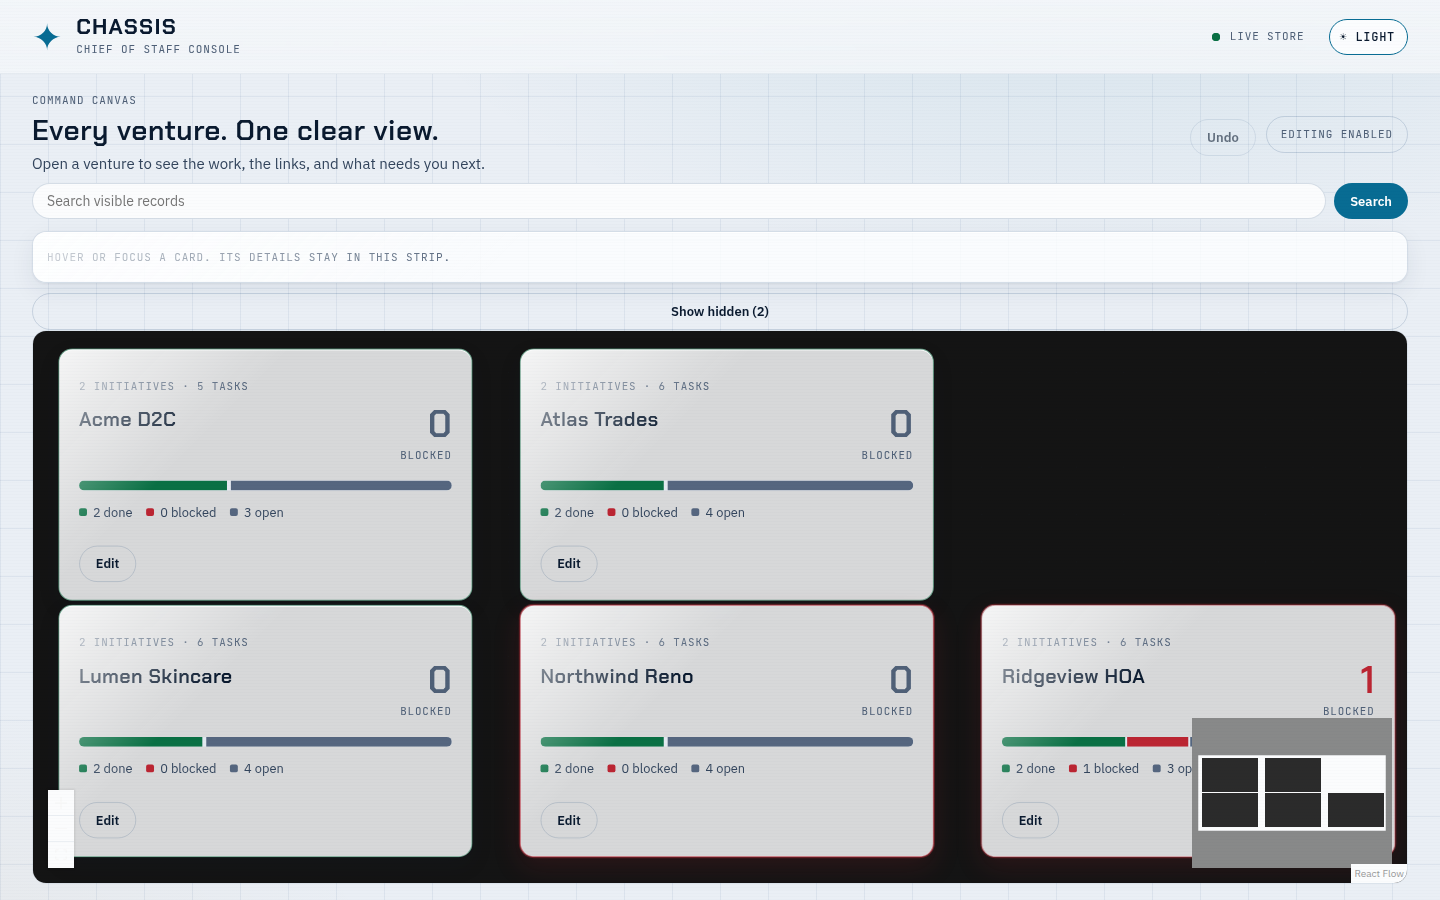 CHASSIS
CHIEF OF STAFF CONSOLE
LIVE STORE
☀ LIGHT
COMMAND CANVAS
Every venture. One clear view.
Open a venture to see the work, the links, and what needs you next.
Undo
EDITING ENABLED
Search visible records
Search
HOVER OR FOCUS A CARD. ITS DETAILS STAY IN THIS STRIP.
Show hidden (2)
2 INITIATIVES · 5 TASKS
Acme D2C
0
BLOCKED
2 done 0 blocked 3 open
Edit
2 INITIATIVES · 6 TASKS
Atlas Trades
0
BLOCKED
2 done 0 blocked 4 open
Edit
2 INITIATIVES · 6 TASKS
Lumen Skincare
0
BLOCKED
2 done 0 blocked 4 open
Edit
2 INITIATIVES · 6 TASKS
Northwind Reno
0
BLOCKED
2 done 0 blocked 4 open
Edit
2 INITIATIVES · 6 TASKS
Ridgeview HOA
1
BLOCKED
2 done 1 blocked 3 op
Edit
React Flow